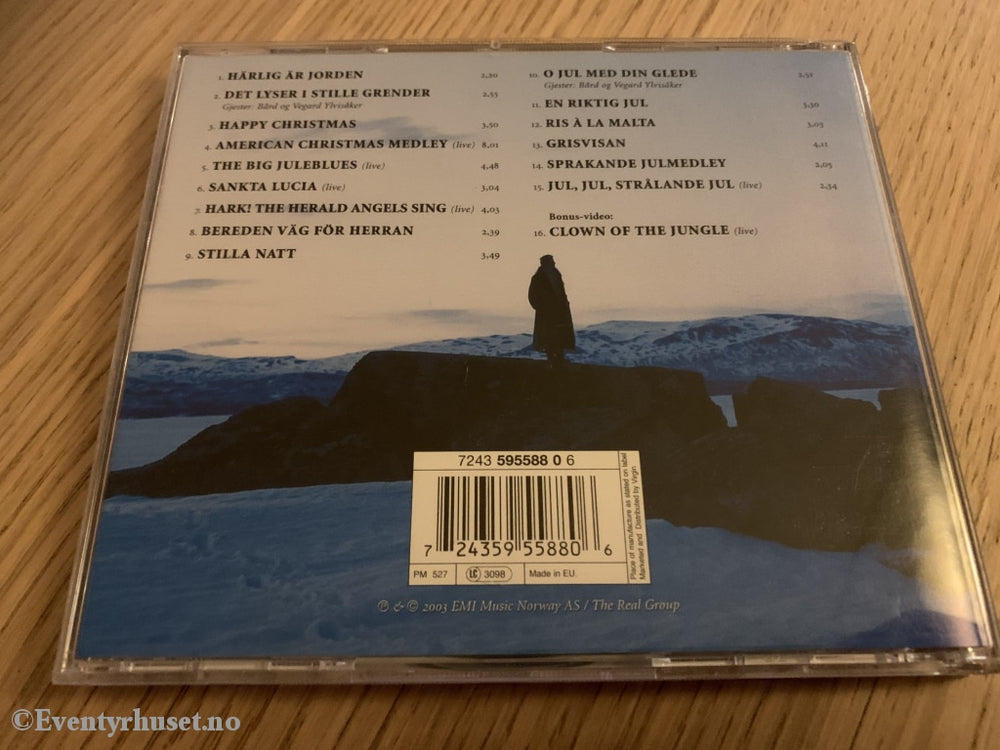 1. HÄRLIG ÄR JORDEN 2,20
2. DET LYSER I STILLE GRENDER 2,55
Gjester: Bård og Vegard Ylvisåker
3. HAPPY CHRISTMAS 3,50
4. AMERICAN CHRISTMAS MEDLEY (live) 8,01
5. THE BIG JULEBLUES (live) 4,48
6. SANKTA LUCIA (live) 3,04
7. HARK! THE HERALD ANGELS SING (live) 4,03
8. BEREDEN VÄG FÖR HERRAN 2,39
9. STILLA NATT 3,49
10. O JUL MED DIN GLEDE 2,51
Gjester: Bård og Vegard Ylvisåker
11. EN RIKTIG JUL 3,30
12. RIS À LA MALTA 3,03
13. GRISVISAN 4,11
14. SPRAKANDE JULMEDLEY 2,05
15. JUL, JUL, STRÅLANDE JUL (live) 2,34
Bonus-video:
16. CLOWN OF THE JUNGLE (live)
7243 595588 0 6
7 24359 55880 6
PM 527 LC 3098 Made in EU.
Place of manufacture as stated on label
Marketed and Distributed by Virgin
℗ & © 2003 EMI Music Norway AS / The Real Group
©Eventyrhuset.no